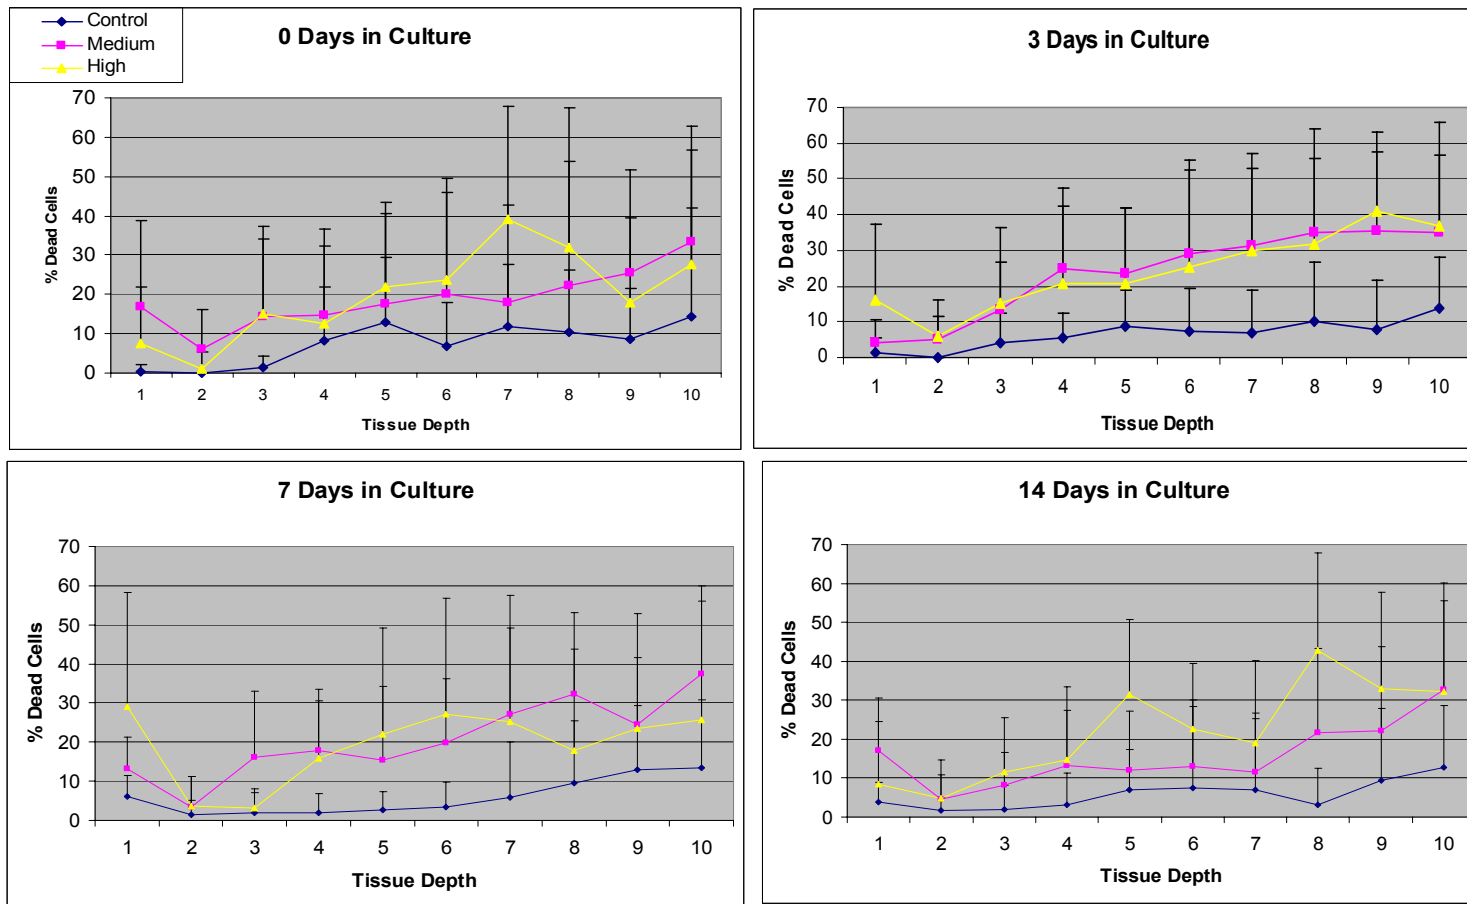 Control
Medium
High
0 Days in Culture
70
60
50
40
30
20
10
0
% Dead Cells
1 2 3 4 5 6 7 8 9 10
Tissue Depth
3 Days in Culture
70
60
50
40
30
20
10
0
% Dead Cells
1 2 3 4 5 6 7 8 9 10
Tissue Depth
7 Days in Culture
70
60
50
40
30
20
10
0
% Dead Cells
1 2 3 4 5 6 7 8 9 10
Tissue Depth
14 Days in Culture
70
60
50
40
30
20
10
0
% Dead Cells
1 2 3 4 5 6 7 8 9 10
Tissue Depth